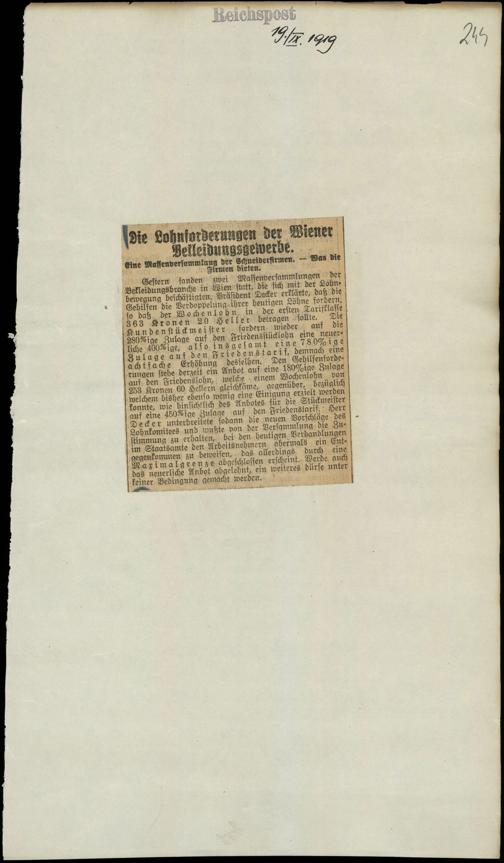 Reichspost
19./IX. 1919
244
Die Lohnforderungen der Wiener
Bekleidungsgewerbe.
Eine Massenversammlung der Schneiderfirmen. — Was die
Firmen bieten.
Gestern fanden zwei Massenversammlungen der
Bekleidungsbranche in Wien statt, die sich mit der Lohn-
bewegung beschäftigten. Präsident Decker erklärte, daß die
Gehilfen die Verdoppelung ihrer heutigen Löhne fordern,
so daß der Wochenlohn in der ersten Tarifklasse
363 Kronen 20 Heller betragen sollte. Die
Kundenstückmeister fordern wieder auf die
280%ige Zulage auf den Friedensstücklohn eine neuer-
liche 400%ige, also insgesamt eine 780%ige
Zulage auf den Friedenstarif, demnach eine
achtfache Erhöhung desselben. Den Gehilfenforde-
rungen stehe derzeit ein Anbot auf eine 180%ige Zulage
auf den Friedenslohn, welche einem Wochenlohn von
253 Kronen 60 Hellern gleichkäme, gegenüber, bezüglich
welchem bisher ebenso wenig eine Einigung erzielt werden
konnte, wie hinsichtlich des Anbotes für die Stückmeister
auf eine 450%ige Zulage auf den Friedenstarif. Herr
Decker unterbreitete sodann die neuen Vorschläge des
Lohnkomitees und wußte von der Versammlung die Zu-
stimmung zu erhalten, bei den heutigen Verhandlungen
im Staatsamte den Arbeitnehmern abermals ein Ent-
gegenkommen zu beweisen, das allerdings durch eine
Maximalgrenze abgeschlossen erscheint. Werde auch
das neuerliche Anbot abgelehnt, ein weiteres dürfe unter
keiner Bedingung gemacht werden.